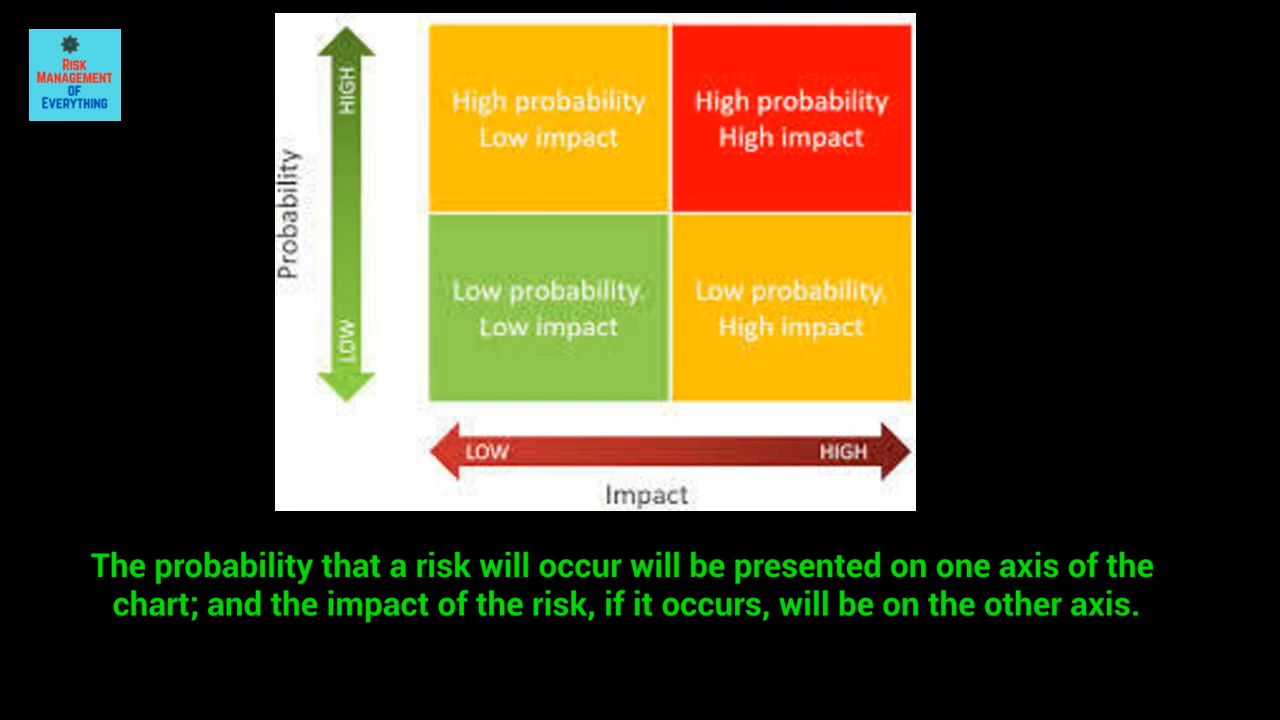 RISK
MANAGEMENT
OF
EVERYTHING
HIGH
Probability
LOW
High probability
Low impact
High probability
High impact
Low probability,
Low impact
Low probability,
High impact
LOW
HIGH
Impact
The probability that a risk will occur will be presented on one axis of the
chart; and the impact of the risk, if it occurs, will be on the other axis.